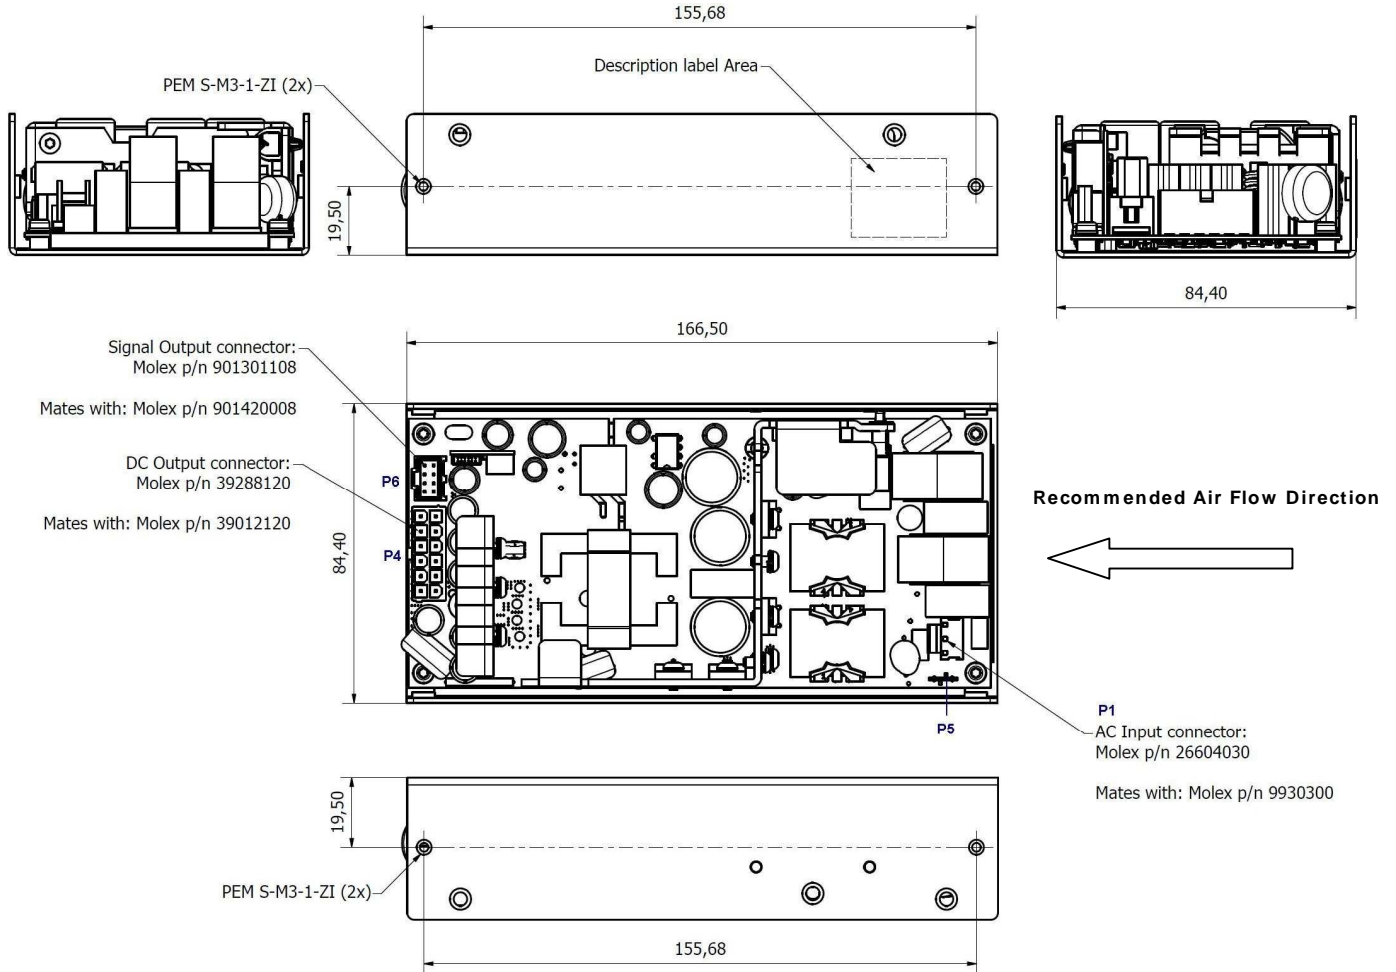 155,68
Description label Area
PEM S-M3-1-ZI (2x)
19,50
84,40
166,50
Signal Output connector:
Molex p/n 901301108
Mates with: Molex p/n 901420008
DC Output connector:
Molex p/n 39288120
Mates with: Molex p/n 39012120
P6
P4
84,40
Recommended Air Flow Direction
P5
P1
AC Input connector:
Molex p/n 26604030
Mates with: Molex p/n 9930300
19,50
PEM S-M3-1-ZI (2x)
155,68